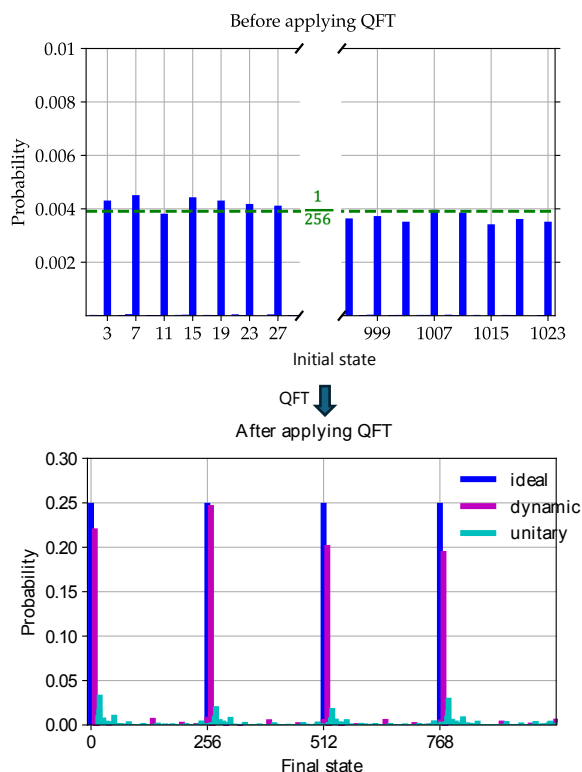 Before applying QFT
0.01
0.008
0.006
0.004
0.002
Probability
1
256
3 7 11 15 19 23 27 999 1007 1015 1023
Initial state
QFT
After applying QFT
0.30
0.25
0.20
0.15
0.10
0.05
0.00
Probability
ideal
dynamic
unitary
0 256 512 768
Final state